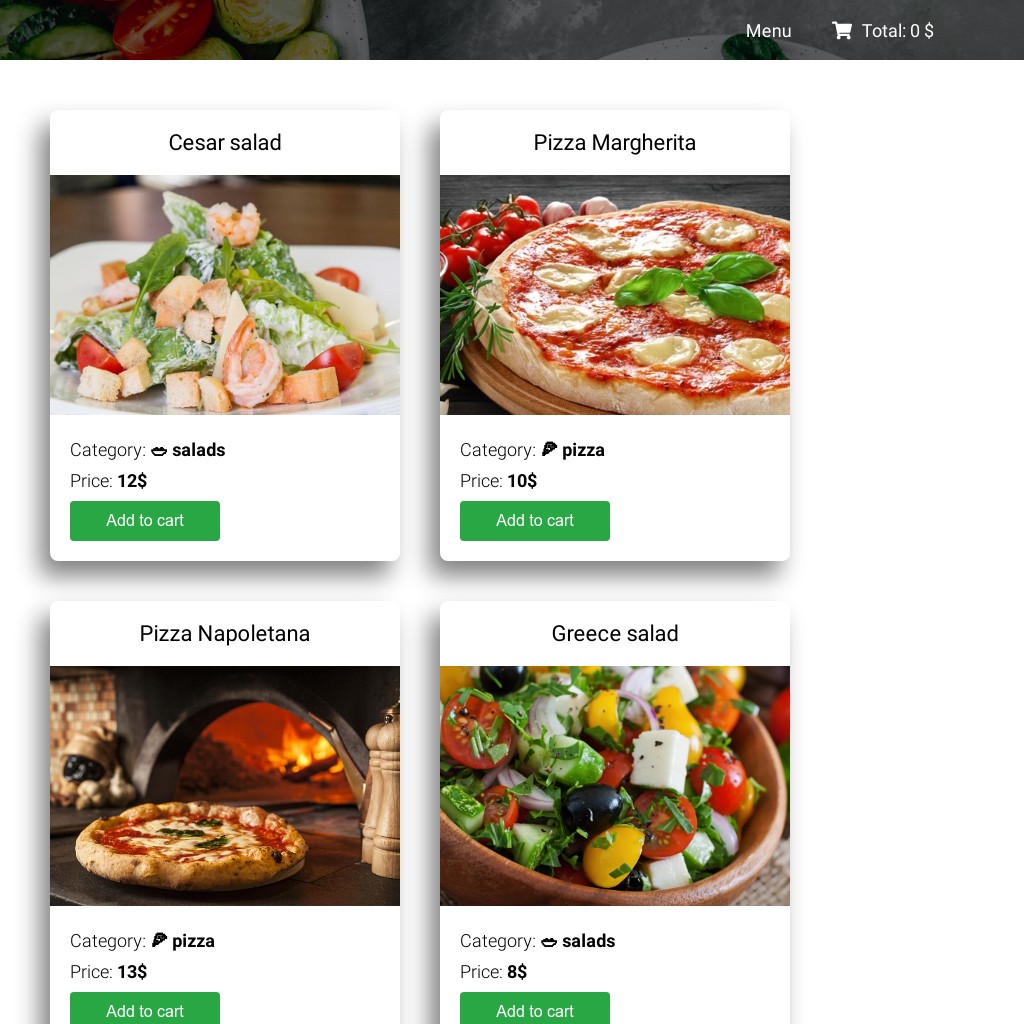 Menu
Total: 0 $
Cesar salad
Category: salads
Price: 12$
Add to cart
Pizza Margherita
Category: pizza
Price: 10$
Add to cart
Pizza Napoletana
Category: pizza
Price: 13$
Add to cart
Greece salad
Category: salads
Price: 8$
Add to cart